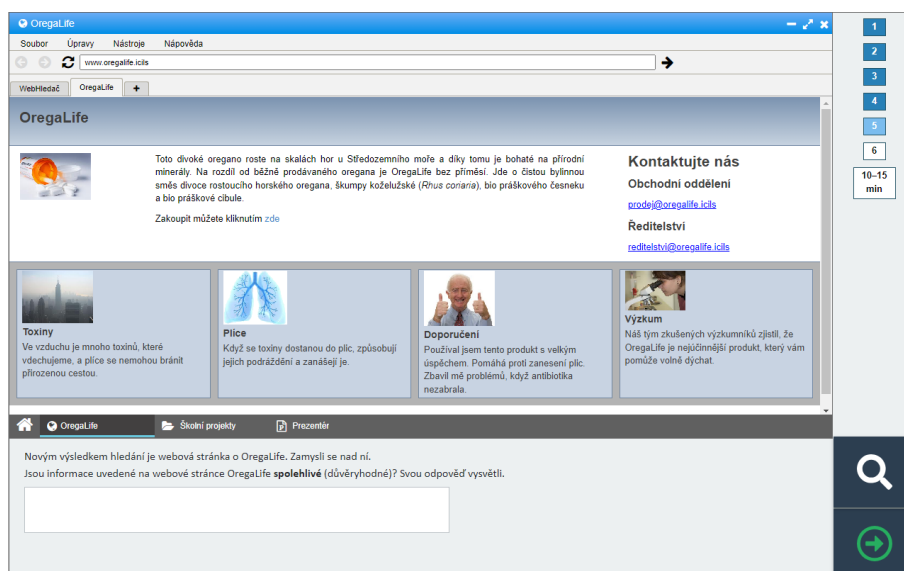 OregaLife
Soubor Úpravy Nástroje Nápověda
www.oregalife.icils
WebHledač OregaLife +
OregaLife
Toto divoké oregano roste na skalách hor u Středozemního moře a díky tomu je bohaté na přírodní
minerály. Na rozdíl od běžně prodávaného oregana je OregaLife bez příměsí. Jde o čistou bylinnou
směs divoce rostoucího horského oregana, škumpy koželužské (Rhus coriaria), bio práškového česneku
a bio práškové cibule.
Zakoupit můžete kliknutím zde
Kontaktujte nás
Obchodní oddělení
prodej@oregalife.icils
Ředitelství
reditelstvi@oregalife.icils
Toxiny
Ve vzduchu je mnoho toxinů, které
vdechujeme, a plíce se nemohou bránit
přirozenou cestou.
Plíce
Když se toxiny dostanou do plic, způsobují
jejich podráždění a zanášejí je.
Doporučení
Používal jsem tento produkt s velkým
úspěchem. Pomáhá proti zanesení plic.
Zbavil mě problémů, když antibiotika
nezabrala.
Výzkum
Náš tým zkušených výzkumníků zjistil, že
OregaLife je nejúčinnější produkt, který vám
pomůže volně dýchat.
OregaLife Školní projekty Prezentér
Novým výsledkem hledání je webová stránka o OregaLife. Zamysli se nad ní.
Jsou informace uvedené na webové stránce OregaLife spolehlivé (důvěryhodné)? Svou odpověď vysvětli.
1
2
3
4
5
6
10–15
min